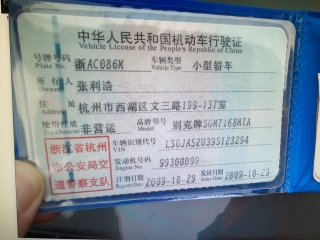 中华人民共和国机动车行驶证
Vehicle License of the People's Republic of China
号牌号码 Plate No. 浙AC086M 车辆类型 Vehicle Type 小型轿车
所有人 Owner 张利浩
住址 Address 杭州市西湖区文三路199-137室
使用性质 Use Character 非营运 品牌型号 Model 别克牌SGM7168MTA
浙江省杭州
市公安局交
通警察支队
车辆识别代号 VIN LSGJA52U39S123294
发动机号码 Engine No. 99300099
注册日期 Register Date 2009-10-29 发证日期 Issue Date 2009-10-29